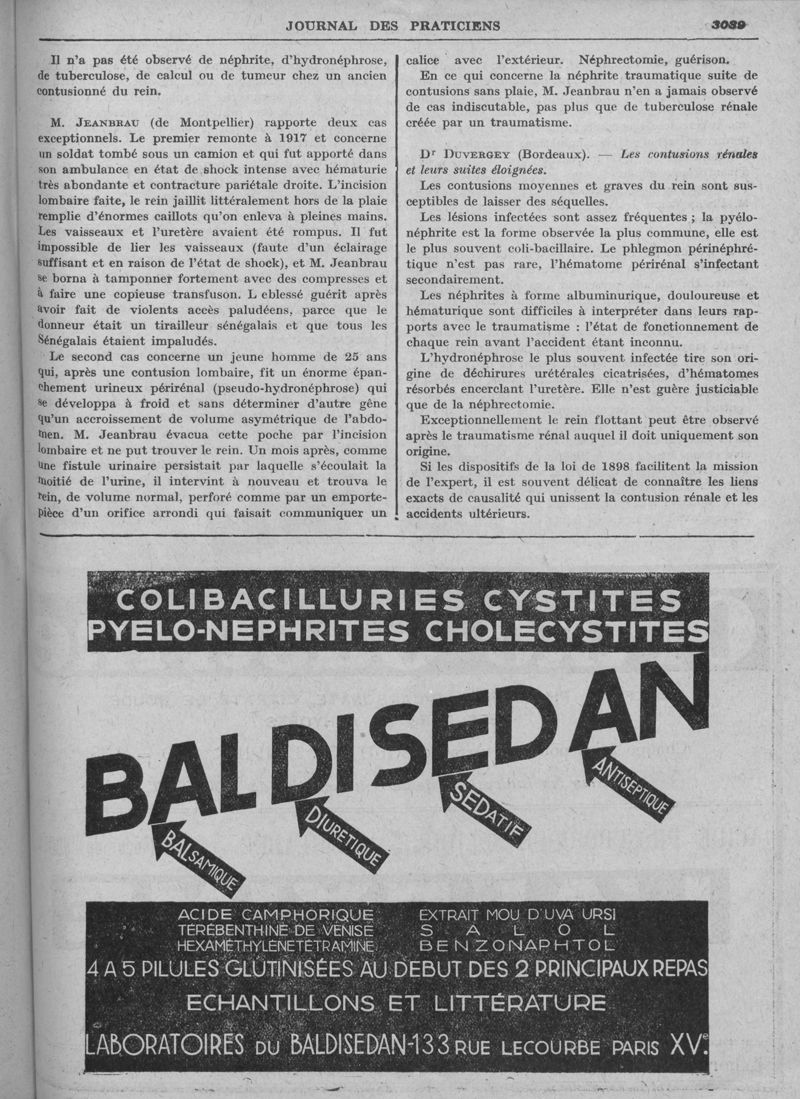 JOURNAL DES PRATICIENS
3089
Il n'a pas été observé de néphrite, d'hydronéphrose,
de tuberculose, de calcul ou de tumeur chez un ancien
contusionné du rein.
M. JEANBRAU (de Montpellier) rapporte deux cas
exceptionnels. Le premier remonte à 1917 et concerne
un soldat tombé sous un camion et qui fut apporté dans
son ambulance en état de shock intense avec hématurie
très abondante et contracture pariétale droite. L'incision
lombaire faite, le rein jaillit littéralement hors de la plaie
remplie d'énormes caillots qu'on enleva à pleines mains.
Les vaisseaux et l'uretère avaient été rompus. Il fut
impossible de lier les vaisseaux (faute d'un éclairage
suffisant et en raison de l'état de shock), et M. Jeanbrau
se borna à tamponner fortement avec des compresses et
à faire une copieuse transfuson. L eblessé guérit après
avoir fait de violents accès paludéens, parce que le
donneur était un tirailleur sénégalais et que tous les
Sénégalais étaient impaludés.
Le second cas concerne un jeune homme de 25 ans
qui, après une contusion lombaire, fit un énorme épan-
chement urineux périrénal (pseudo-hydronéphrose) qui
se développa à froid et sans déterminer d'autre gêne
qu'un accroissement de volume asymétrique de l'abdo-
men. M. Jeanbrau évacua cette poche par l'incision
lombaire et ne put trouver le rein. Un mois après, comme
une fistule urinaire persistait par laquelle s'écoulait la
moitié de l'urine, il intervint à nouveau et trouva le
rein, de volume normal, perforé comme par un emporte-
pièce d'un orifice arrondi qui faisait communiquer un
calice avec l'extérieur. Néphrectomie, guérison.
En ce qui concerne la néphrite traumatique suite de
contusions sans plaie, M. Jeanbrau n'en a jamais observé
de cas indiscutable, pas plus que de tuberculose rénale
créée par un traumatisme.
Dr DUVERGEY (Bordeaux). — Les contusions rénales
et leurs suites éloignées.
Les contusions moyennes et graves du rein sont sus-
ceptibles de laisser des séquelles.
Les lésions infectées sont assez fréquentes ; la pyélo-
néphrite est la forme observée la plus commune, elle est
le plus souvent coli-bacillaire. Le phlegmon périnéphré-
tique n'est pas rare, l'hématome périrénal s'infectant
secondairement.
Les néphrites à forme albuminurique, douloureuse et
hématurique sont difficiles à interpréter dans leurs rap-
ports avec le traumatisme : l'état de fonctionnement de
chaque rein avant l'accident étant inconnu.
L'hydronéphrose le plus souvent infectée tire son ori-
gine de déchirures urétérales cicatrisées, d'hématomes
résorbés encerclant l'uretère. Elle n'est guère justiciable
que de la néphrectomie.
Exceptionnellement le rein flottant peut être observé
après le traumatisme rénal auquel il doit uniquement son
origine.
Si les dispositifs de la loi de 1898 facilitent la mission
de l'expert, il est souvent délicat de connaître les liens
exacts de causalité qui unissent la contusion rénale et les
accidents ultérieurs.
COLIBACILLURIES CYSTITES
PYELO-NEPHRITES CHOLECYSTITES
BALDISEDAN
BALSAMIQUE
DIURETIQUE
SEDATIF
ANTISEPTIQUE
ACIDE CAMPHORIQUE
TÉRÉBENTHINE DE VENISE
HEXAMÉTHYLENETÉTRAMINE
EXTRAIT MOU D'UVA URSI
SALOL
BENZONAPHTOL
4 A 5 PILULES GLUTINISÉES AU DEBUT DES 2 PRINCIPAUX REPAS
ECHANTILLONS ET LITTÉRATURE
LABORATOIRES DU BALDISEDAN-133 RUE LECOURBE PARIS XVe.